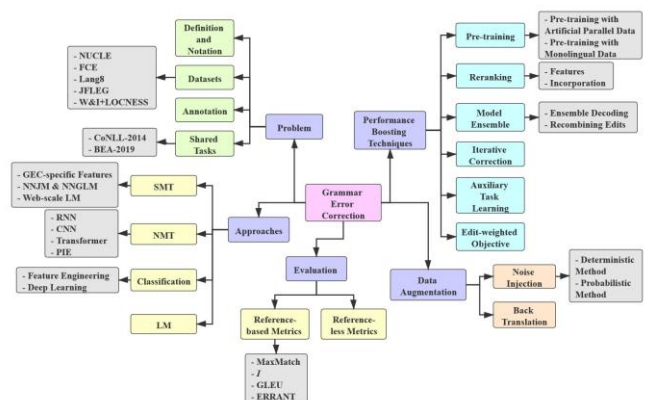 Definition
and
Notation
- NUCLE
- FCE
- Lang8
- JFLEG
- W&I+LOCNESS
Datasets
Annotation
- CoNLL-2014
- BEA-2019
Shared
Tasks
Problem
- GEC-specific Features
- NNJM & NNGLM
- Web-scale LM
SMT
- RNN
- CNN
- Transformer
- PIE
NMT
- Feature Engineering
- Deep Learning
Classification
LM
Approaches
Grammar
Error
Correction
Evaluation
Reference-
based Metrics
Reference-
less Metrics
- MaxMatch
- I
- GLEU
- ERRANT
Performance
Boosting
Techniques
Pre-training
- Pre-training with
Artificial Parallel Data
- Pre-training with
Monolingual Data
Reranking
- Features
- Incorporation
Model
Ensemble
- Ensemble Decoding
- Recombining Edits
Iterative
Correction
Auxiliary
Task
Learning
Edit-weighted
Objective
Data
Augmentation
Noise
Injection
- Deterministic
Method
- Probabilistic
Method
Back
Translation